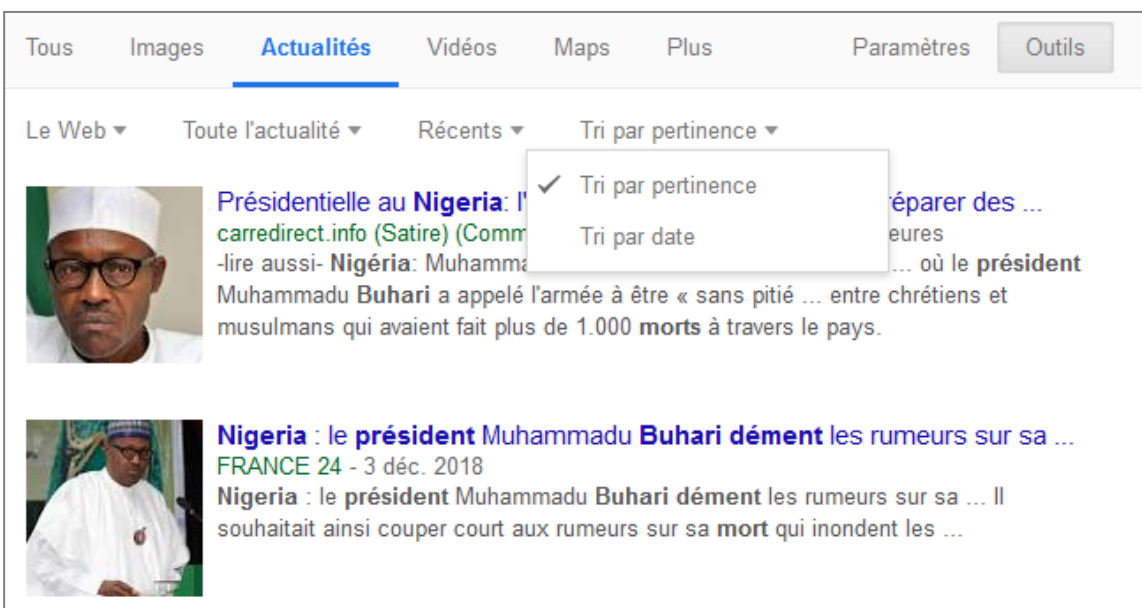 Tous Images Actualités Vidéos Maps Plus Paramètres Outils
Le Web Toute l'actualité Récents Tri par pertinence
Tri par pertinence
Tri par date
Présidentielle au Nigeria: l' réparer des ...
carredirect.info (Satire) (Comm eures
-lire aussi- Nigéria: Muhamma ... où le président
Muhammadu Buhari a appelé l'armée à être « sans pitié ... entre chrétiens et
musulmans qui avaient fait plus de 1.000 morts à travers le pays.
Nigeria : le président Muhammadu Buhari dément les rumeurs sur sa ...
FRANCE 24 - 3 déc. 2018
Nigeria : le président Muhammadu Buhari dément les rumeurs sur sa ... Il
souhaitait ainsi couper court aux rumeurs sur sa mort qui inondent les ...